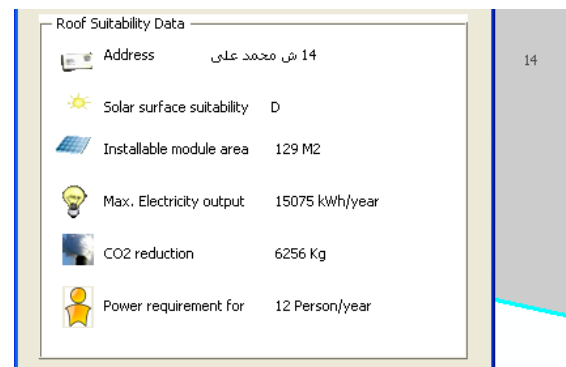 Roof Suitability Data
Address 14 ش محمد على
Solar surface suitability D
Installable module area 129 M2
Max. Electricity output 15075 kWh/year
CO2 reduction 6256 Kg
Power requirement for 12 Person/year
14